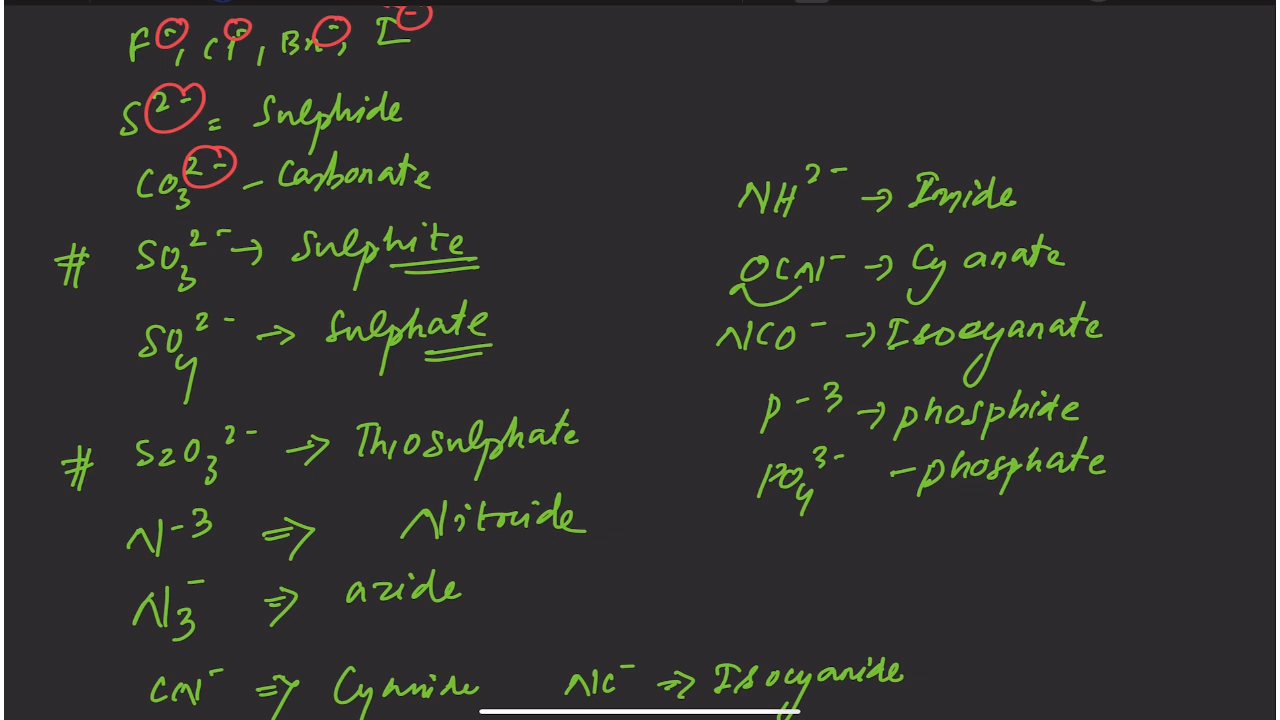 F⁻, Cl⁻, Br⁻, I⁻
S²⁻ = Sulphide
CO₃²⁻ - Carbonate
# SO₃²⁻ → Sulphite
SO₄²⁻ → Sulphate
# S₂O₃²⁻ → Thiosulphate
N⁻³ ⇒ Nitride
N₃⁻ ⇒ azide
CN⁻ ⇒ Cyanide NC⁻ ⇒ Isocyanide
NH²⁻ → Imide
OCN⁻ → Cyanate
NCO⁻ → Isocyanate
P⁻³ → phosphide
PO₄³⁻ - phosphate